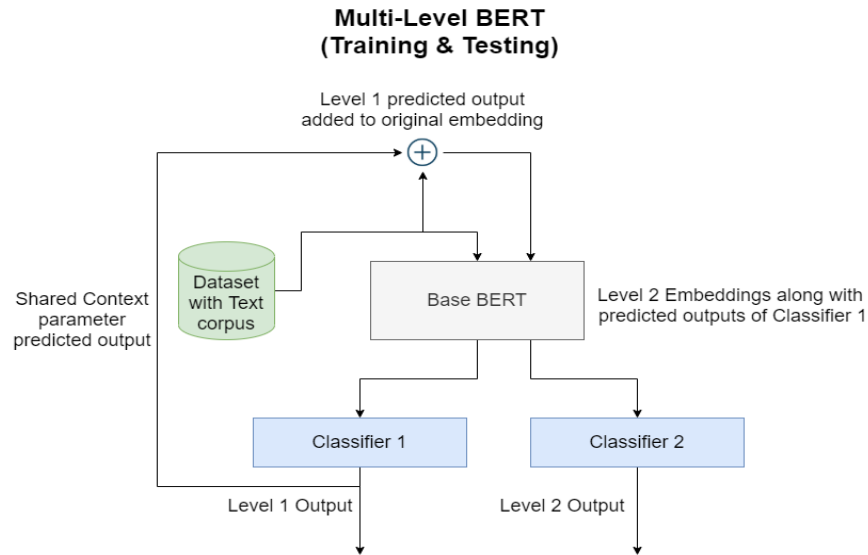 Multi-Level BERT
(Training & Testing)
Level 1 predicted output
added to original embedding
Dataset
with Text
corpus
Base BERT
Shared Context
parameter
predicted output
Level 2 Embeddings along with
predicted outputs of Classifier 1
Classifier 1
Classifier 2
Level 1 Output
Level 2 Output